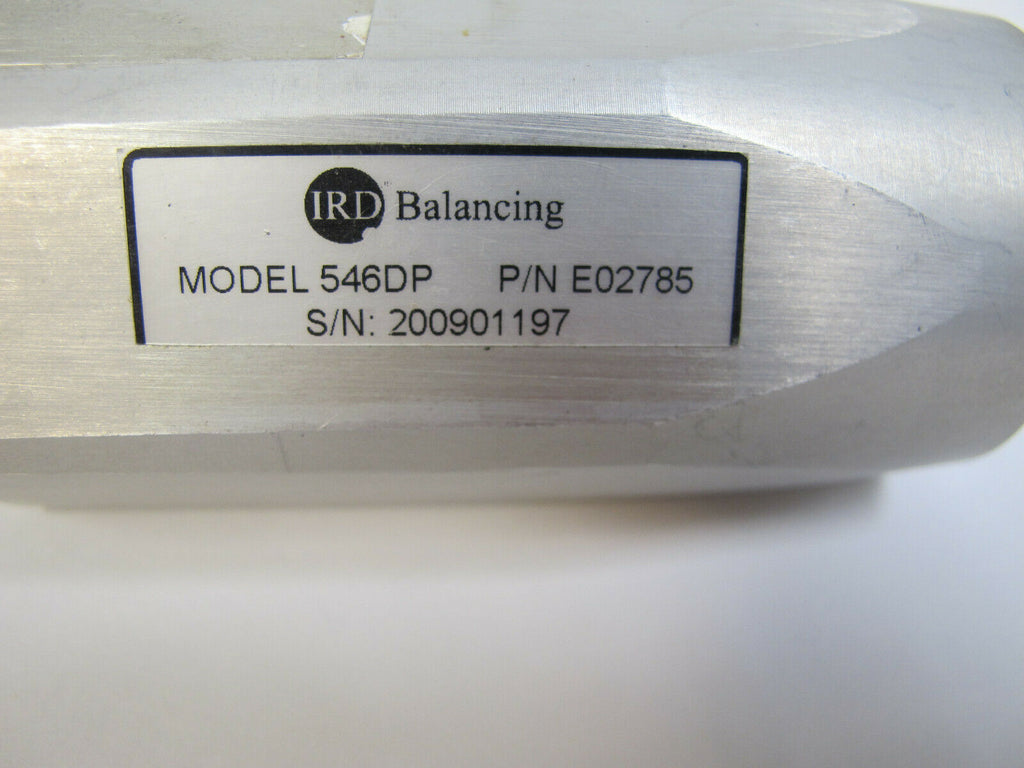 IRD Balancing
MODEL 546DP P/N E02785
S/N: 200901197